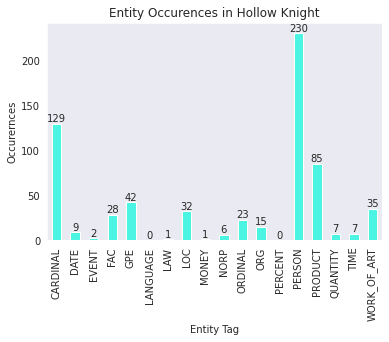 Entity Occurences in Hollow Knight
Occurernces
200
150
100
50
0
129
9
2
28
42
0
1
32
1
6
23
15
0
230
85
7
7
35
CARDINAL
DATE
EVENT
FAC
GPE
LANGUAGE
LAW
LOC
MONEY
NORP
ORDINAL
ORG
PERCENT
PERSON
PRODUCT
QUANTITY
TIME
WORK_OF_ART
Entity Tag